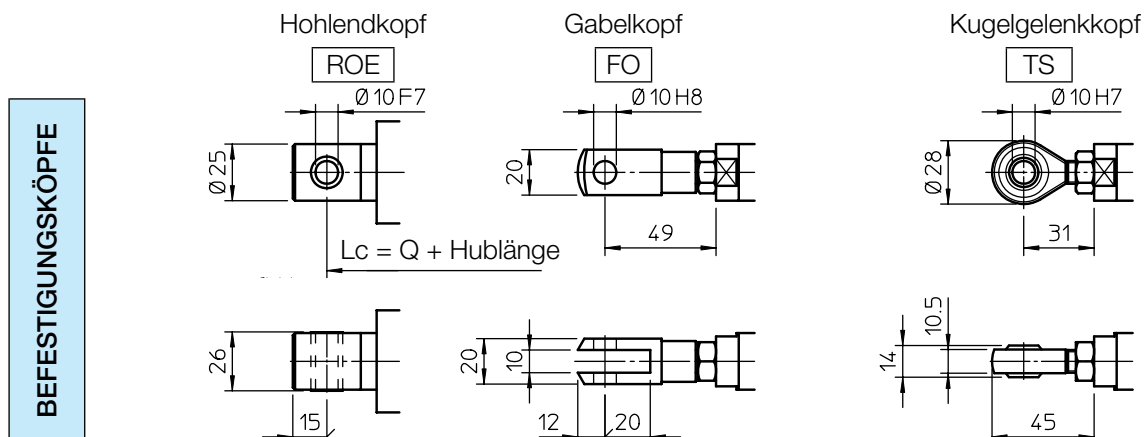 Hohlendkopf Gabelkopf Kugelgelenkkopf
ROE FO TS
Ø 10 F7 Ø 10 H8 Ø 10 H7
BEFESTIGUNGSKÖPFE
Ø 25 20 Ø 28
49 31
Lc = Q + Hublänge
26 20 10 14 10.5
15 12 20 45